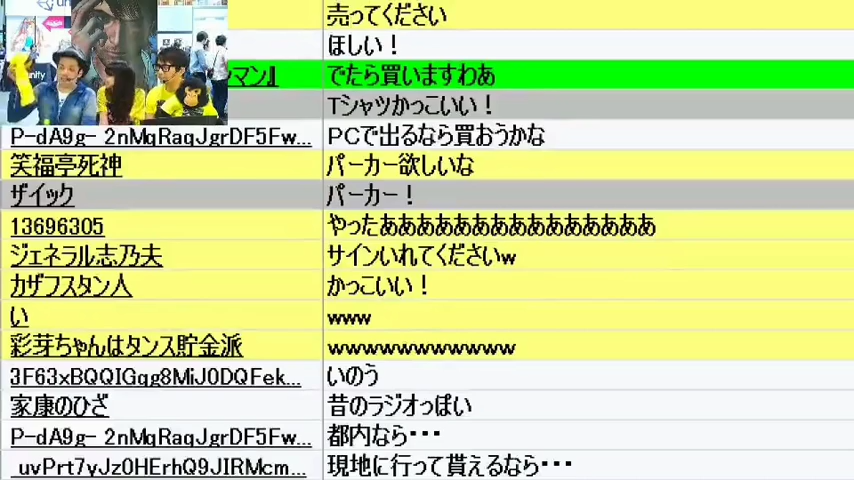 売ってください
ほしい！
ンマン』 でたら買いますわあ
Tシャツかっこいい！
P-dA9g- 2nMqRaqJgrDF5Fw... PCで出るなら買おうかな
笑福亭死神 パーカー欲しいな
ザイック パーカー！
13696305 やったあああああああああああああああ
ジェネラル志乃夫 サインいれてくださいw
カザフスタン人 かっこいい！
い www
彩芽ちゃんはタンス貯金派 wwwwwwwwwww
3F63xBQQIGqg8MiJ0DQFek... いのう
家康のひざ 昔のラジオっぽい
P-dA9g- 2nMqRaqJgrDF5Fw... 都内なら・・・
_uvPrt7yJz0HErhQ9JIRMcm... 現地に行って貰えるなら・・・